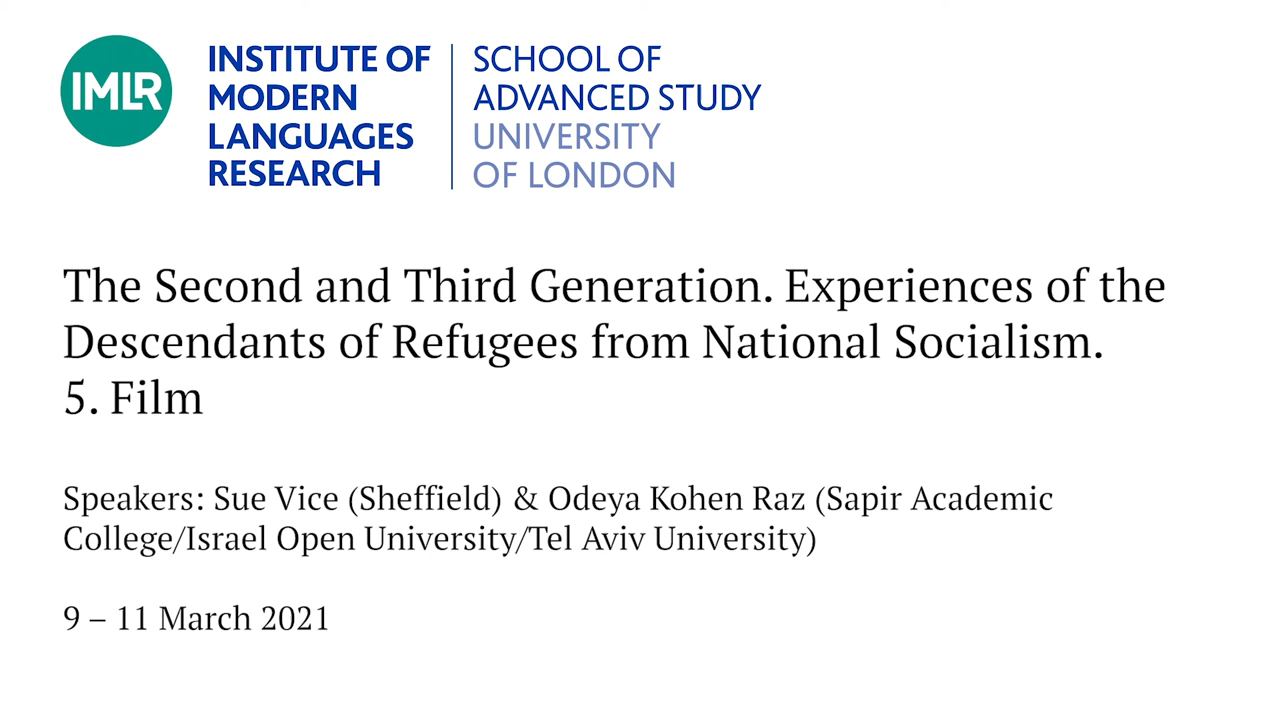 IMLR
INSTITUTE OF
MODERN
LANGUAGES
RESEARCH
SCHOOL OF
ADVANCED STUDY
UNIVERSITY
OF LONDON
The Second and Third Generation. Experiences of the
Descendants of Refugees from National Socialism.
5. Film
Speakers: Sue Vice (Sheffield) & Odeya Kohen Raz (Sapir Academic
College/Israel Open University/Tel Aviv University)
9 – 11 March 2021